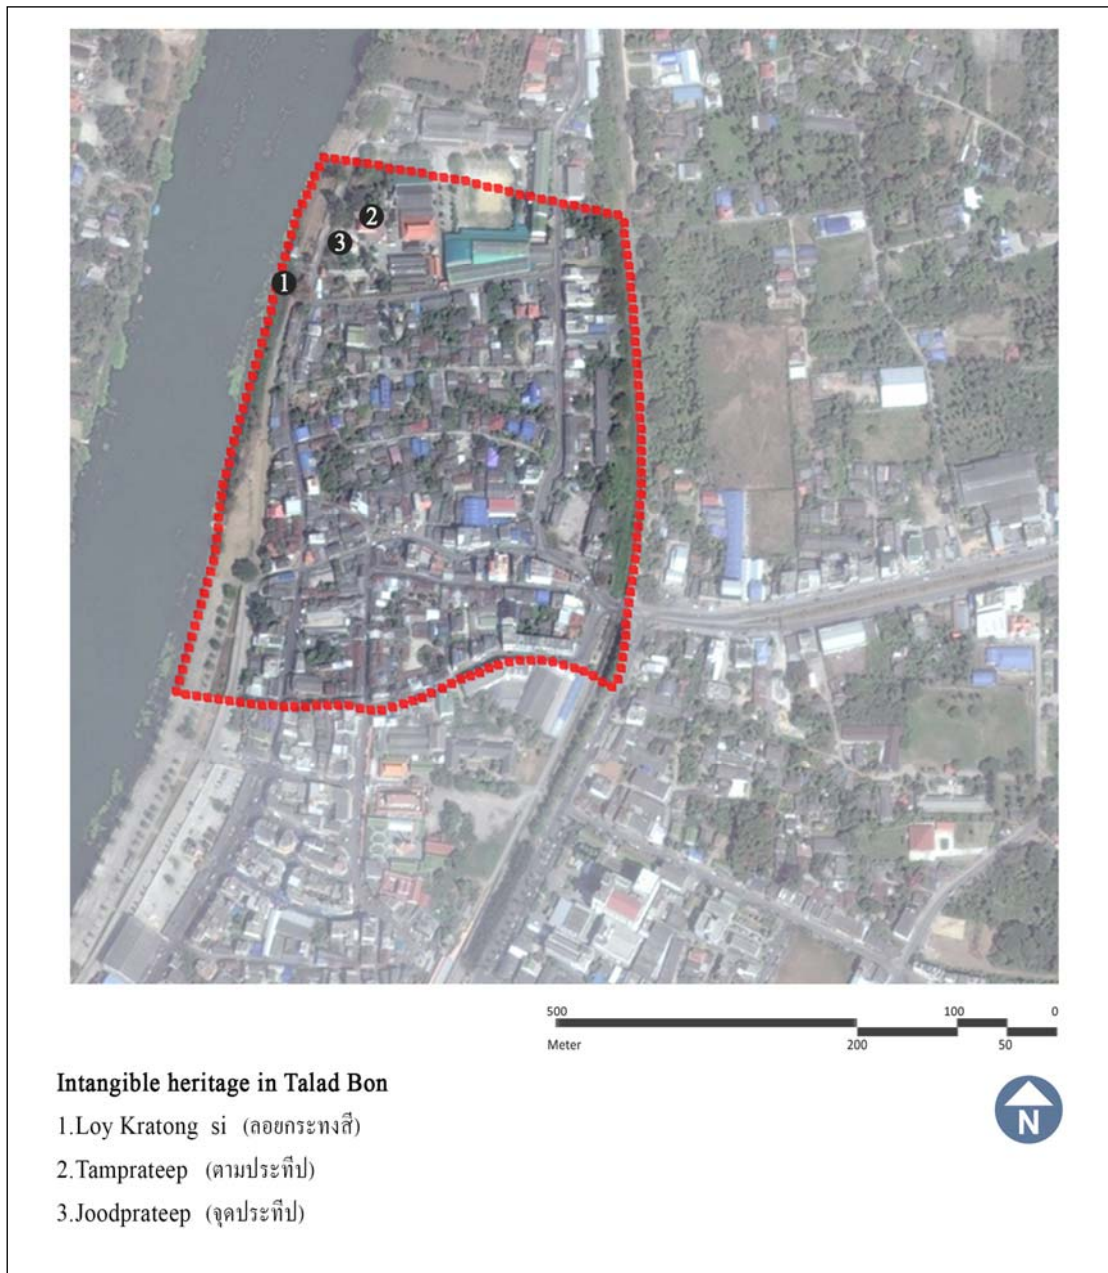 2
3
1
500 100 0
Meter 200 50
Intangible heritage in Talad Bon
1.Loy Kratong si (ลอยกระทงสี)
2.Tamprateep (ตามประทีป)
3.Joodprateep (จุดประทีป)
N